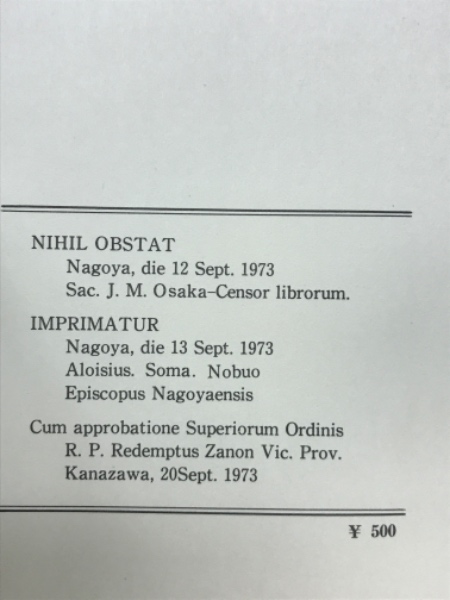 NIHIL OBSTAT
Nagoya, die 12 Sept. 1973
Sac. J. M. Osaka-Censor librorum.
IMPRIMATUR
Nagoya, die 13 Sept. 1973
Aloisius. Soma. Nobuo
Episcopus Nagoyaensis
Cum approbatione Superiorum Ordinis
R. P. Redemptus Zanon Vic. Prov.
Kanazawa, 20Sept. 1973
¥ 500